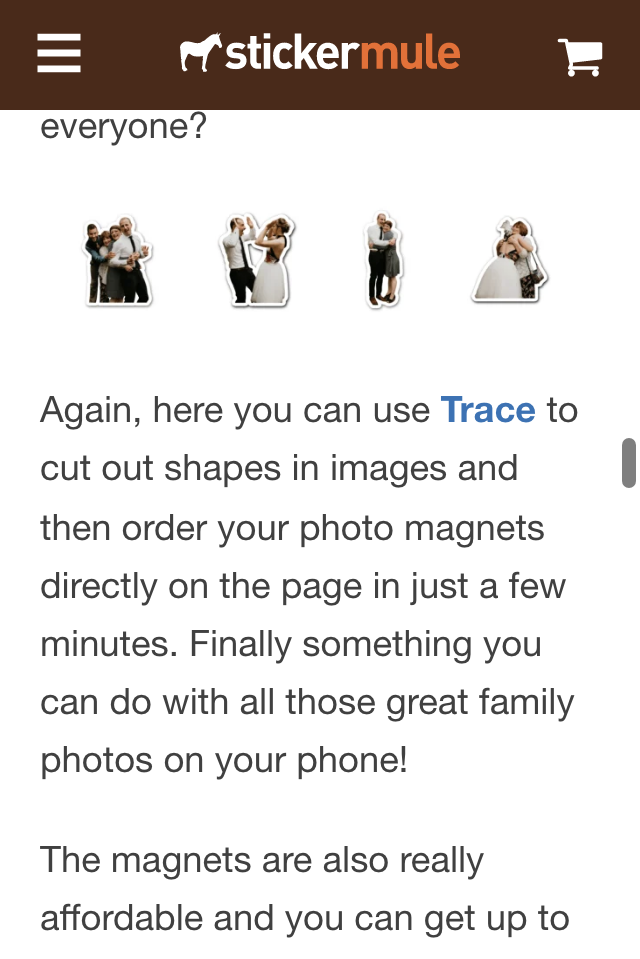 stickermule
everyone?
Again, here you can use Trace to
cut out shapes in images and
then order your photo magnets
directly on the page in just a few
minutes. Finally something you
can do with all those great family
photos on your phone!
The magnets are also really
affordable and you can get up to